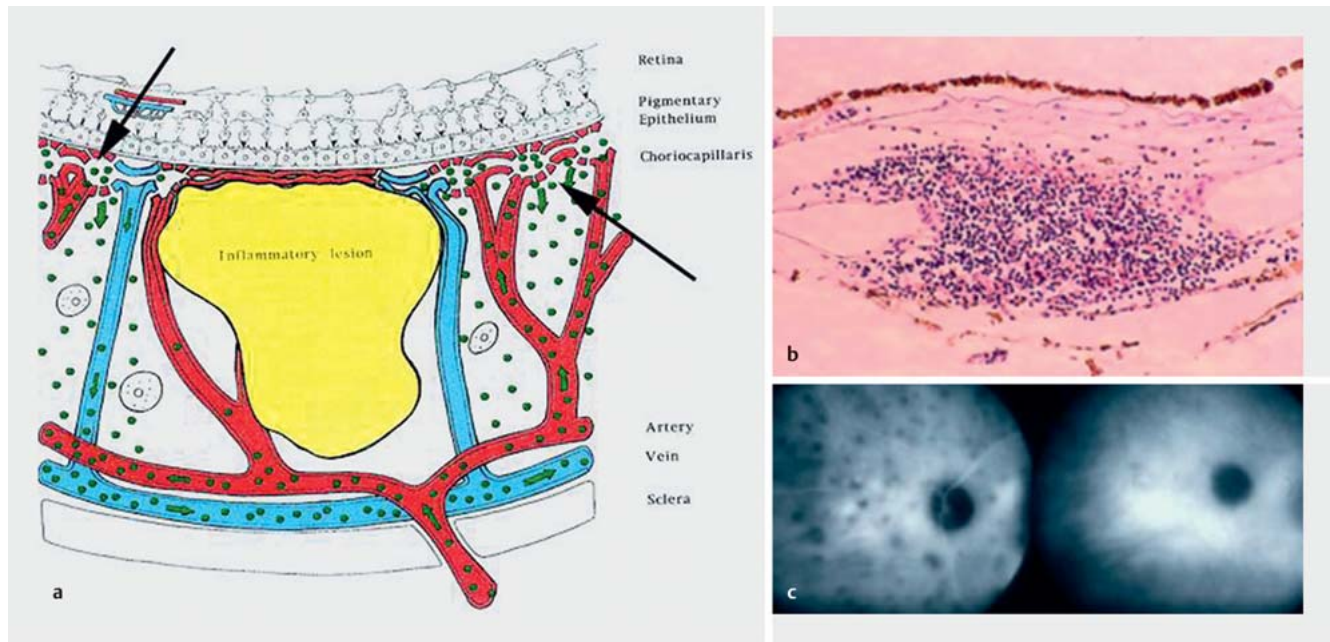 Retina
Pigmentary
Epithelium
Choriocapillaris
Inflammatory lesion
Artery
Vein
Sclera
a
b
c